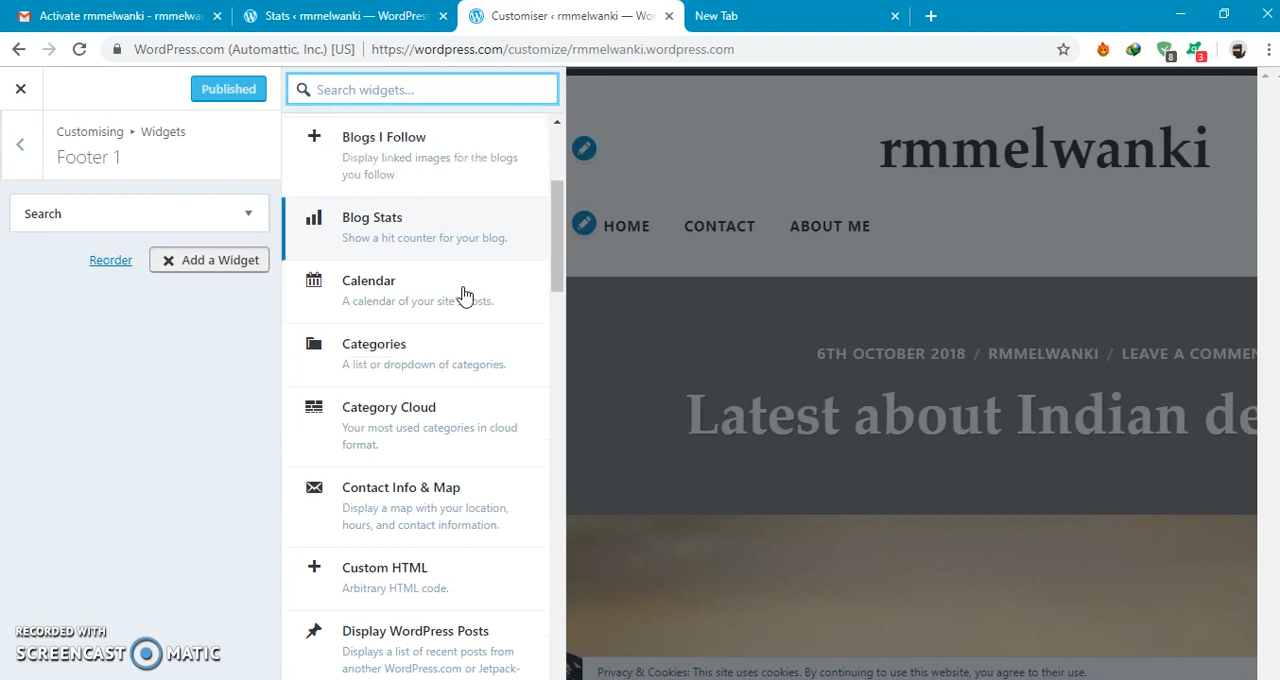 Activate rmmelwanki - rmmelwan
Stats ‹ rmmelwanki — WordPress
Customiser ‹ rmmelwanki — Wor
New Tab
WordPress.com (Automattic, Inc.) [US] | https://wordpress.com/customize/rmmelwanki.wordpress.com
8
3
Published
Customising ▸ Widgets
Footer 1
Search
Reorder
Add a Widget
Search widgets...
Blogs I Follow
Display linked images for the blogs
you follow
Blog Stats
Show a hit counter for your blog.
Calendar
A calendar of your site posts.
Categories
A list or dropdown of categories.
Category Cloud
Your most used categories in cloud
format.
Contact Info & Map
Display a map with your location,
hours, and contact information.
Custom HTML
Arbitrary HTML code.
Display WordPress Posts
Displays a list of recent posts from
another WordPress.com or Jetpack-
rmmelwanki
HOME CONTACT ABOUT ME
6TH OCTOBER 2018 / RMMELWANKI / LEAVE A COMMEN
Latest about Indian de
Privacy & Cookies: This site uses cookies. By continuing to use this website, you agree to their use.
RECORDED WITH
SCREENCAST MATIC